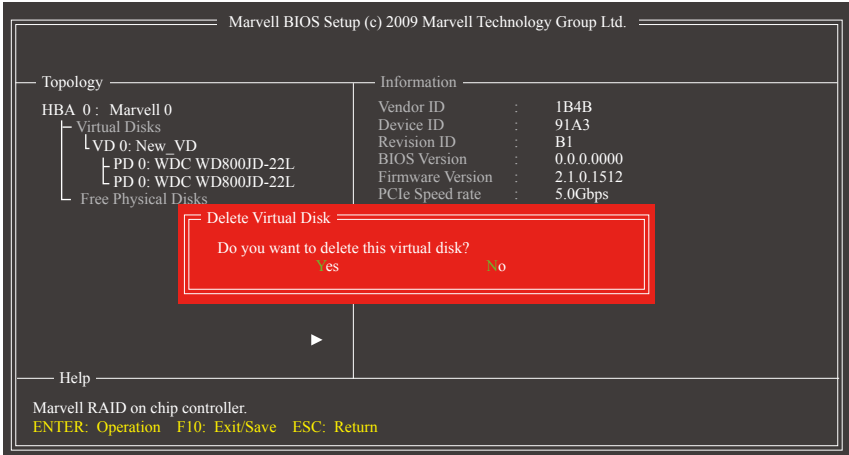 Marvell BIOS Setup (c) 2009 Marvell Technology Group Ltd.
Topology
HBA 0 : Marvell 0
Virtual Disks
VD 0: New_VD
PD 0: WDC WD800JD-22L
PD 0: WDC WD800JD-22L
Free Physical Disks
Information
Vendor ID : 1B4B
Device ID : 91A3
Revision ID : B1
BIOS Version : 0.0.0.0000
Firmware Version : 2.1.0.1512
PCIe Speed rate : 5.0Gbps
Delete Virtual Disk
Do you want to delete this virtual disk?
Yes No
Help
Marvell RAID on chip controller.
ENTER: Operation F10: Exit/Save ESC: Return